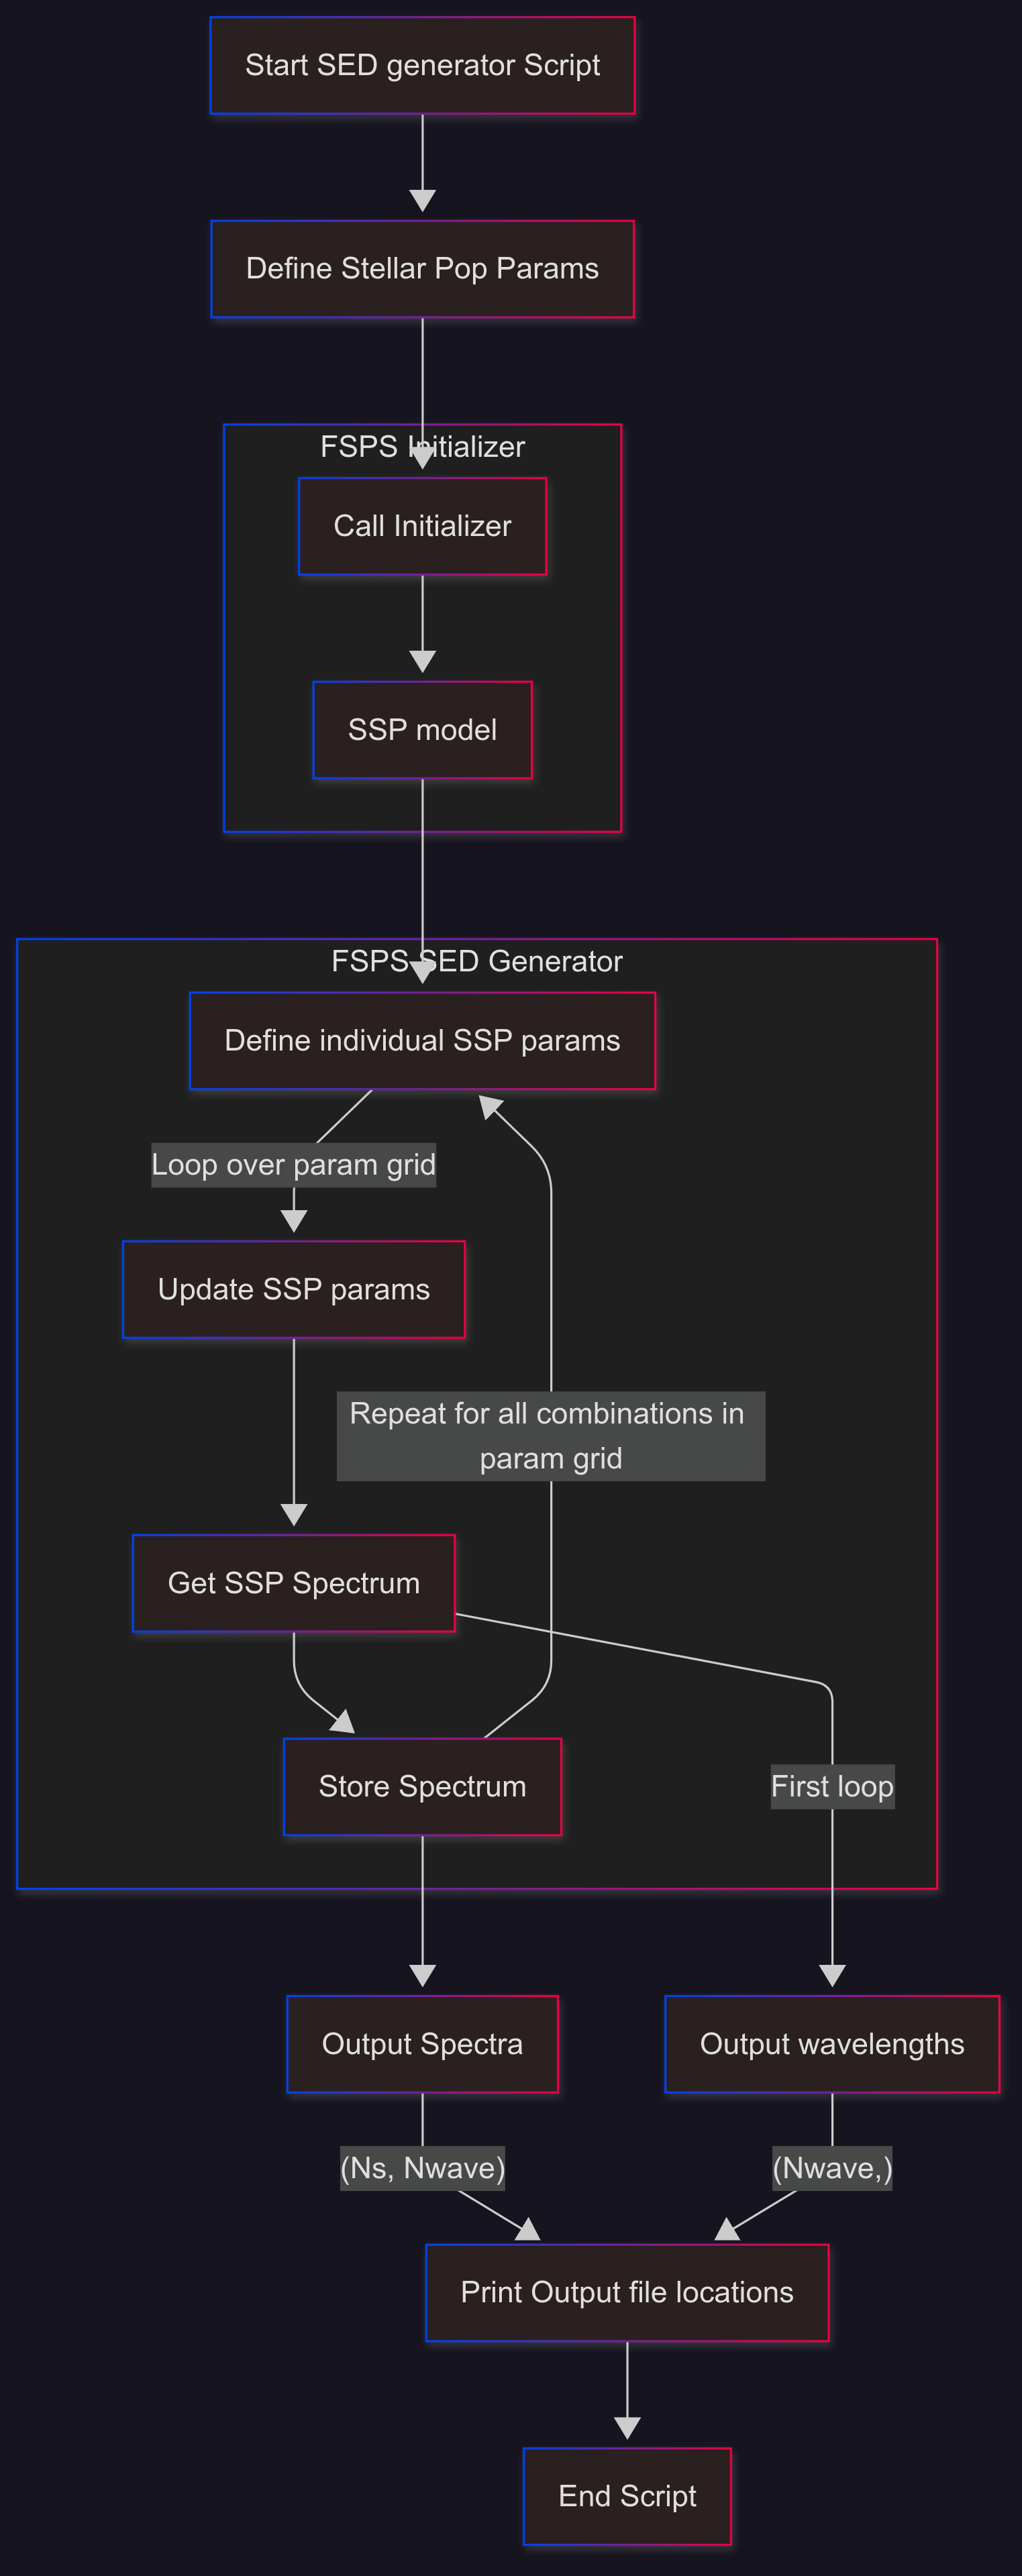 Start SED generator Script
Define Stellar Pop Params
FSPS Initializer
Call Initializer
SSP model
FSPS SED Generator
Define individual SSP params
Loop over param grid
Update SSP params
Repeat for all combinations in
param grid
Get SSP Spectrum
Store Spectrum
First loop
Output Spectra
Output wavelengths
(Ns, Nwave)
(Nwave,)
Print Output file locations
End Script